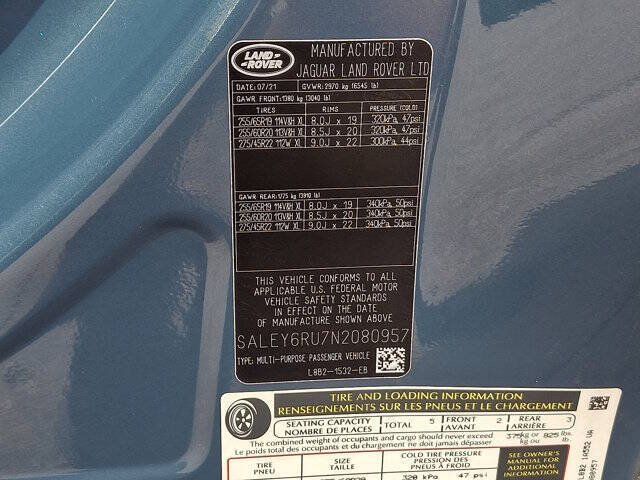 LAND
ROVER
MANUFACTURED BY
JAGUAR LAND ROVER LTD
DATE: 07/21 GVWR: 2970 kg (6545 lb)
GAWR FRONT: 1380 kg (3040 lb)
TIRES RIMS PRESSURE (COLD)
255/65R19 114V&H XL 8.0J x 19 320kPa, 47psi
255/60R20 113V&H XL 8.5J x 20 320kPa, 47psi
275/45R22 112W XL 9.0J x 22 300kPa, 44psi
GAWR REAR: 1775 kg (3910 lb)
255/65R19 114V&H XL 8.0J x 19 340kPa, 50psi
255/60R20 113V&H XL 8.5J x 20 340kPa, 50psi
275/45R22 112W XL 9.0J x 22 340kPa, 50psi
THIS VEHICLE CONFORMS TO ALL
APPLICABLE U.S. FEDERAL MOTOR
VEHICLE SAFETY STANDARDS
IN EFFECT ON THE DATE OF
MANUFACTURE SHOWN ABOVE
SALEY6RU7N2080957
TYPE: MULTI-PURPOSE PASSENGER VEHICLE
L8B2-1532-EB
TIRE AND LOADING INFORMATION
RENSEIGNEMENTS SUR LES PNEUS ET LE CHARGEMENT
SEATING CAPACITY TOTAL 5 FRONT 2 REAR 3
NOMBRE DE PLACES AVANT ARRIÈRE
The combined weight of occupants and cargo should never exceed 375kg or 825 lbs.
Le poids total des occupants et du chargement ne doit jamais dépasser kg ou lb.
TIRE SIZE COLD TIRE PRESSURE
PNEU TAILLE
SEE OWNER'S
MANUAL FOR
ADDITIONAL
INFORMATION
320 kPa 47 psi
L8B2 1A552